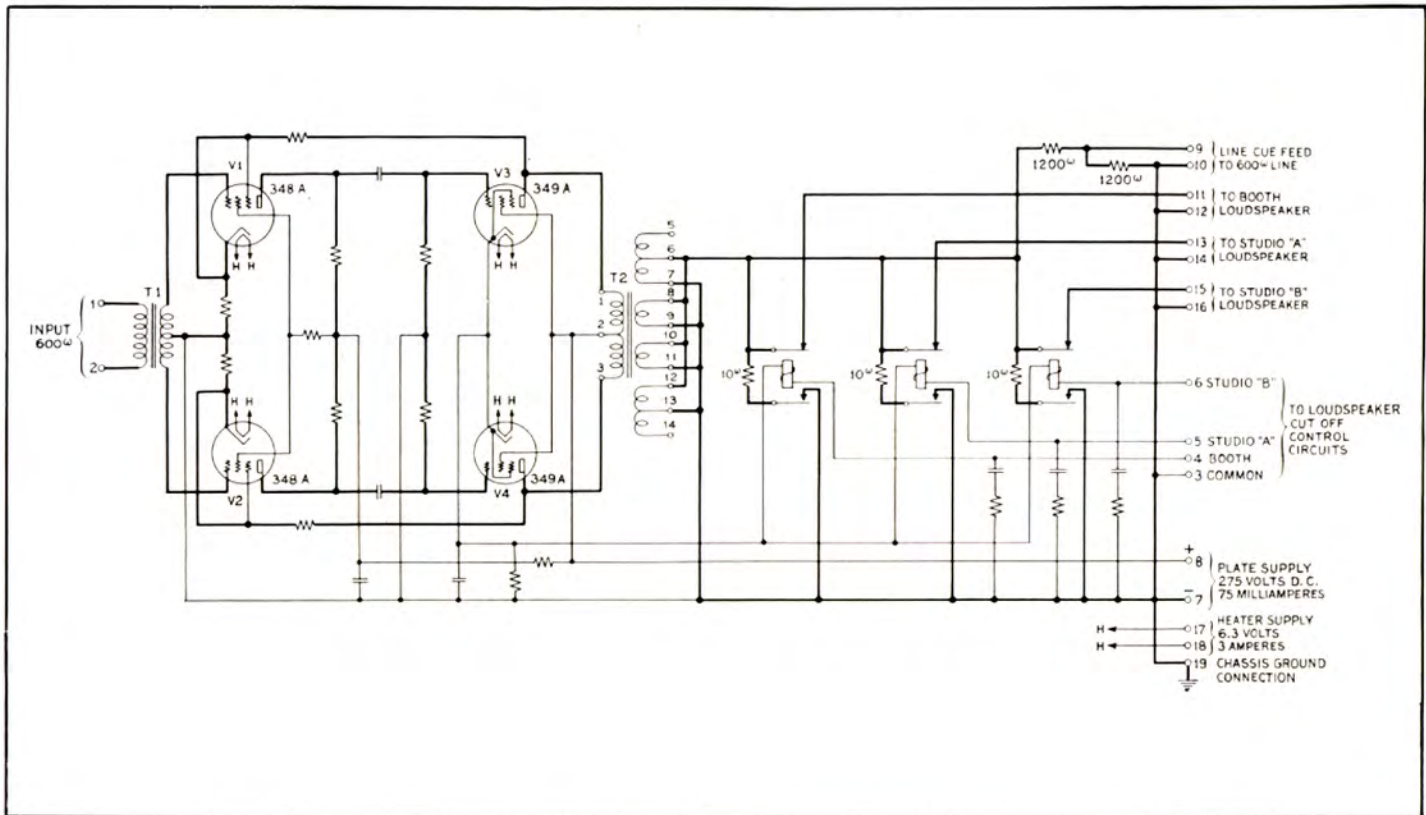 INPUT
600ω
1
2
T1
V1
348A
H H
H H
348A
V2
V3
349A
H H
H H
349A
V4
T2
1
2
3
5
6
7
8
9
10
11
12
13
14
10ω
10ω
10ω
1200ω
1200ω
9 LINE CUE FEED
10 TO 600ω LINE
11 TO BOOTH
12 LOUDSPEAKER
13 TO STUDIO "A"
14 LOUDSPEAKER
15 TO STUDIO "B"
16 LOUDSPEAKER
6 STUDIO "B"
5 STUDIO "A"
4 BOOTH
3 COMMON
TO LOUDSPEAKER
CUT OFF
CONTROL
CIRCUITS
+
8 PLATE SUPPLY
275 VOLTS D.C.
− 7 75 MILLIAMPERES
H 17 HEATER SUPPLY
6.3 VOLTS
H 18 3 AMPERES
19 CHASSIS GROUND
CONNECTION